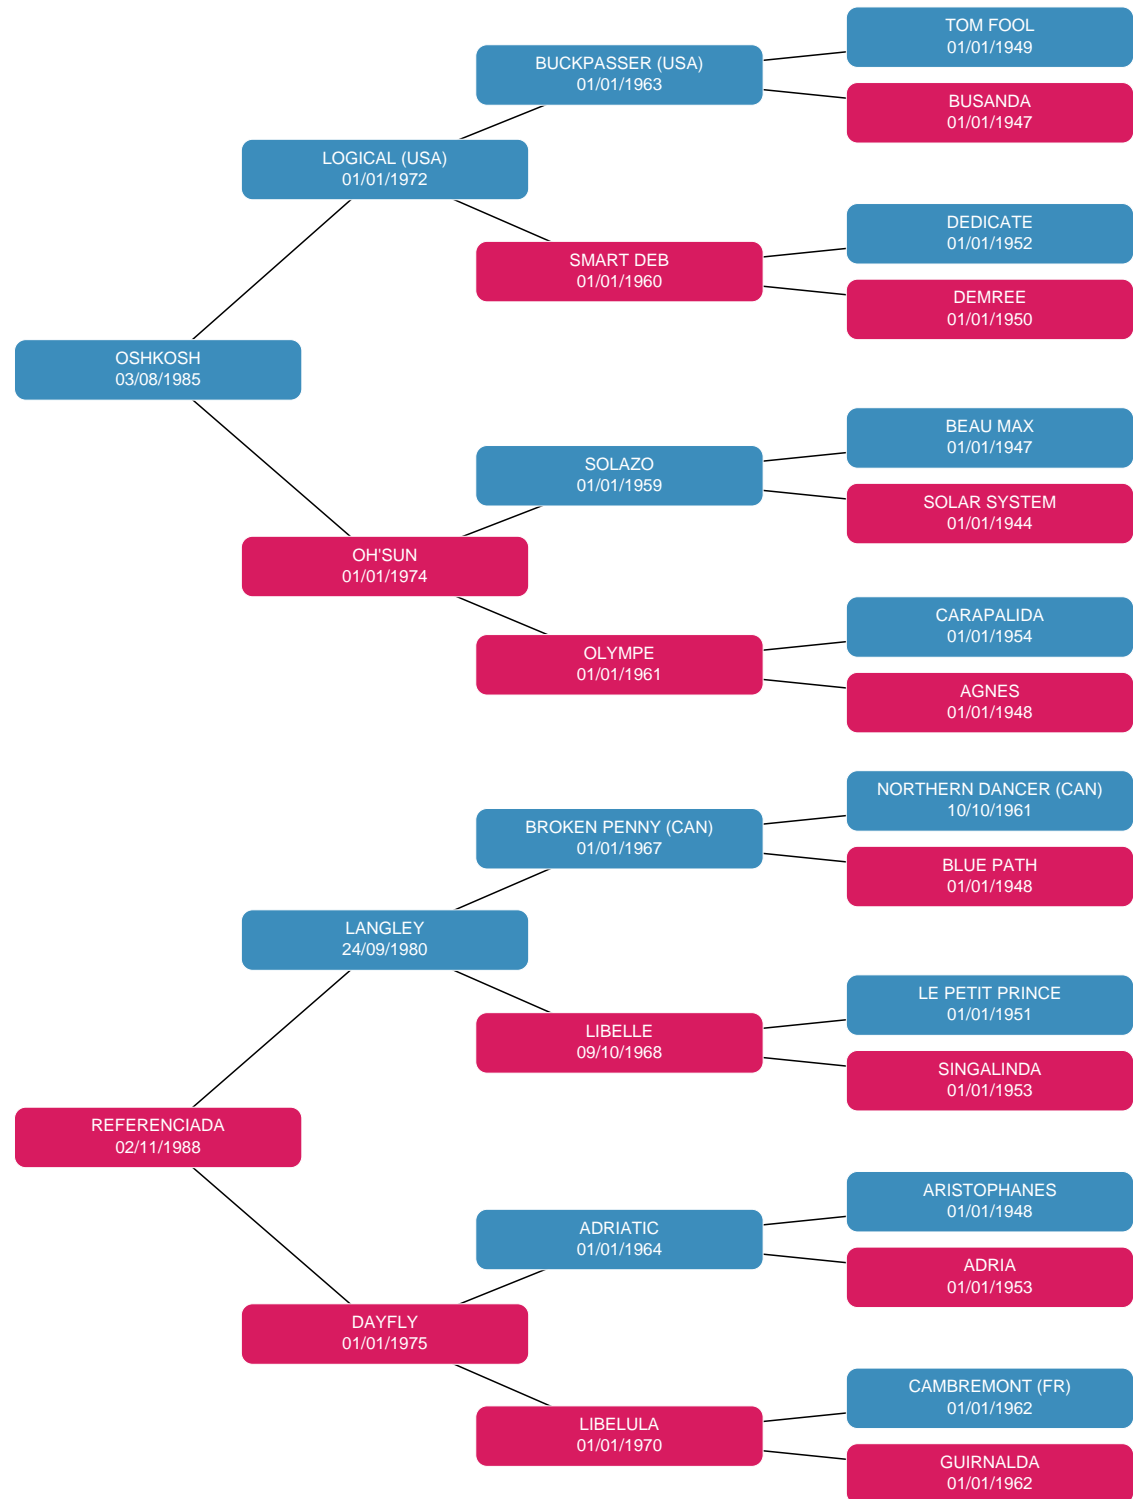 TOM FOOL
01/01/1949
BUCKPASSER (USA)
01/01/1963
BUSANDA
01/01/1947
LOGICAL (USA)
01/01/1972
DEDICATE
01/01/1952
SMART DEB
01/01/1960
DEMREE
01/01/1950
OSHKOSH
03/08/1985
BEAU MAX
01/01/1947
SOLAZO
01/01/1959
SOLAR SYSTEM
01/01/1944
OH'SUN
01/01/1974
CARAPALIDA
01/01/1954
OLYMPE
01/01/1961
AGNES
01/01/1948
NORTHERN DANCER (CAN)
10/10/1961
BROKEN PENNY (CAN)
01/01/1967
BLUE PATH
01/01/1948
LANGLEY
24/09/1980
LE PETIT PRINCE
01/01/1951
LIBELLE
09/10/1968
SINGALINDA
01/01/1953
REFERENCIADA
02/11/1988
ARISTOPHANES
01/01/1948
ADRIATIC
01/01/1964
ADRIA
01/01/1953
DAYFLY
01/01/1975
CAMBREMONT (FR)
01/01/1962
LIBELULA
01/01/1970
GUIRNALDA
01/01/1962